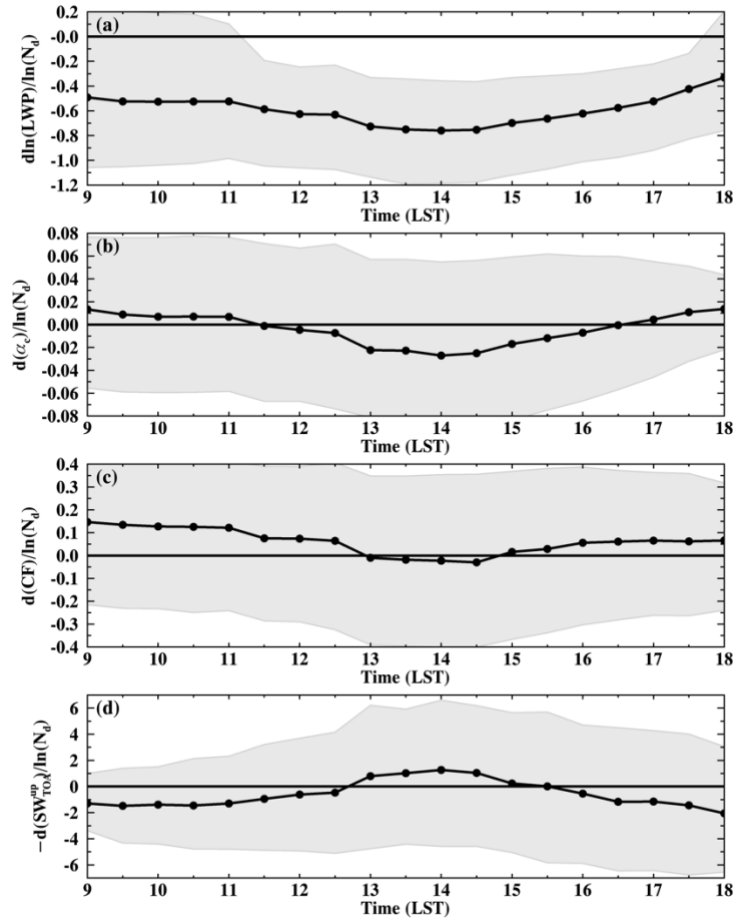 (a)
dln(LWP)/ln(N_d)
0.2
-0.0
-0.2
-0.4
-0.6
-0.8
-1.0
-1.2
9 10 11 12 13 14 15 16 17 18
Time (LST)
(b)
d(α_c)/ln(N_d)
0.08
0.06
0.04
0.02
0.00
-0.02
-0.04
-0.06
-0.08
9 10 11 12 13 14 15 16 17 18
Time (LST)
(c)
d(CF)/ln(N_d)
0.4
0.3
0.2
0.1
0.0
-0.1
-0.2
-0.3
-0.4
9 10 11 12 13 14 15 16 17 18
Time (LST)
(d)
−d(SW^up_TOA)/ln(N_d)
6
4
2
0
-2
-4
-6
9 10 11 12 13 14 15 16 17 18
Time (LST)